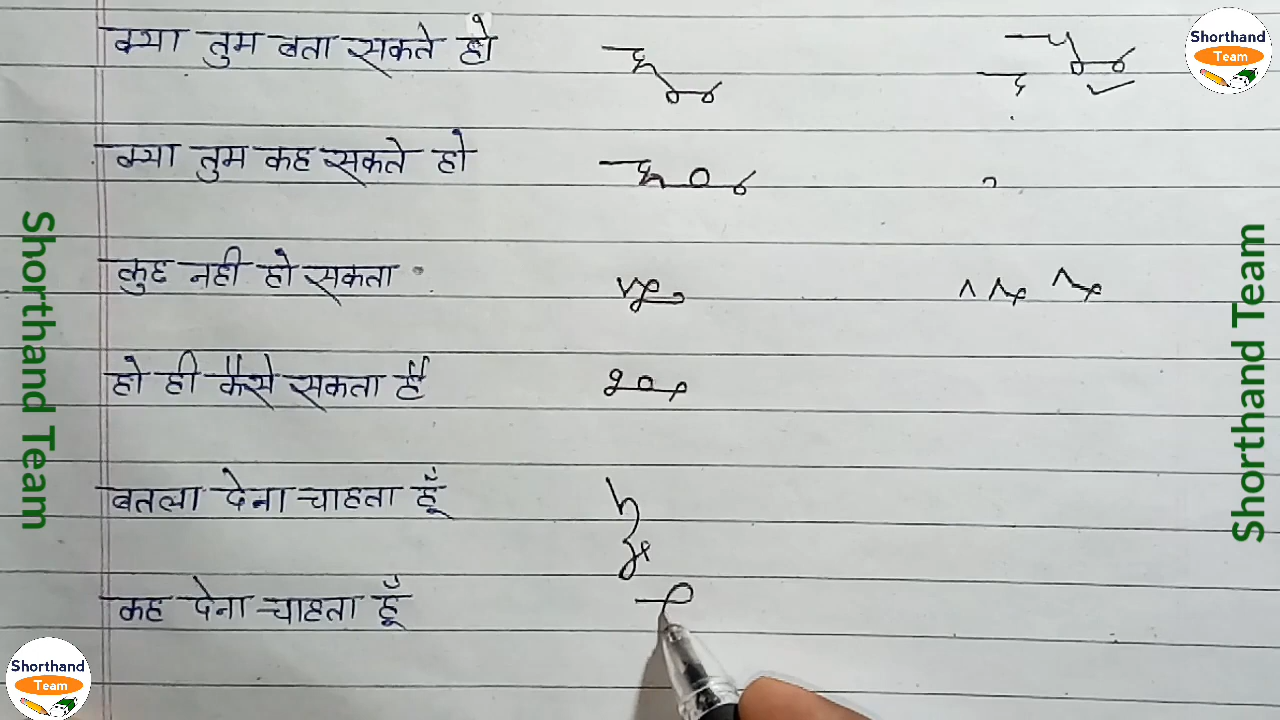 क्या तुम बता सकते हो
क्या तुम कह सकते हो
कुछ नही हो सकता
हो ही कैसे सकता है
बतला देना चाहता हूँ
कह देना चाहता हूँ
Shorthand
Team
Shorthand Team
Shorthand Team
Shorthand
Team